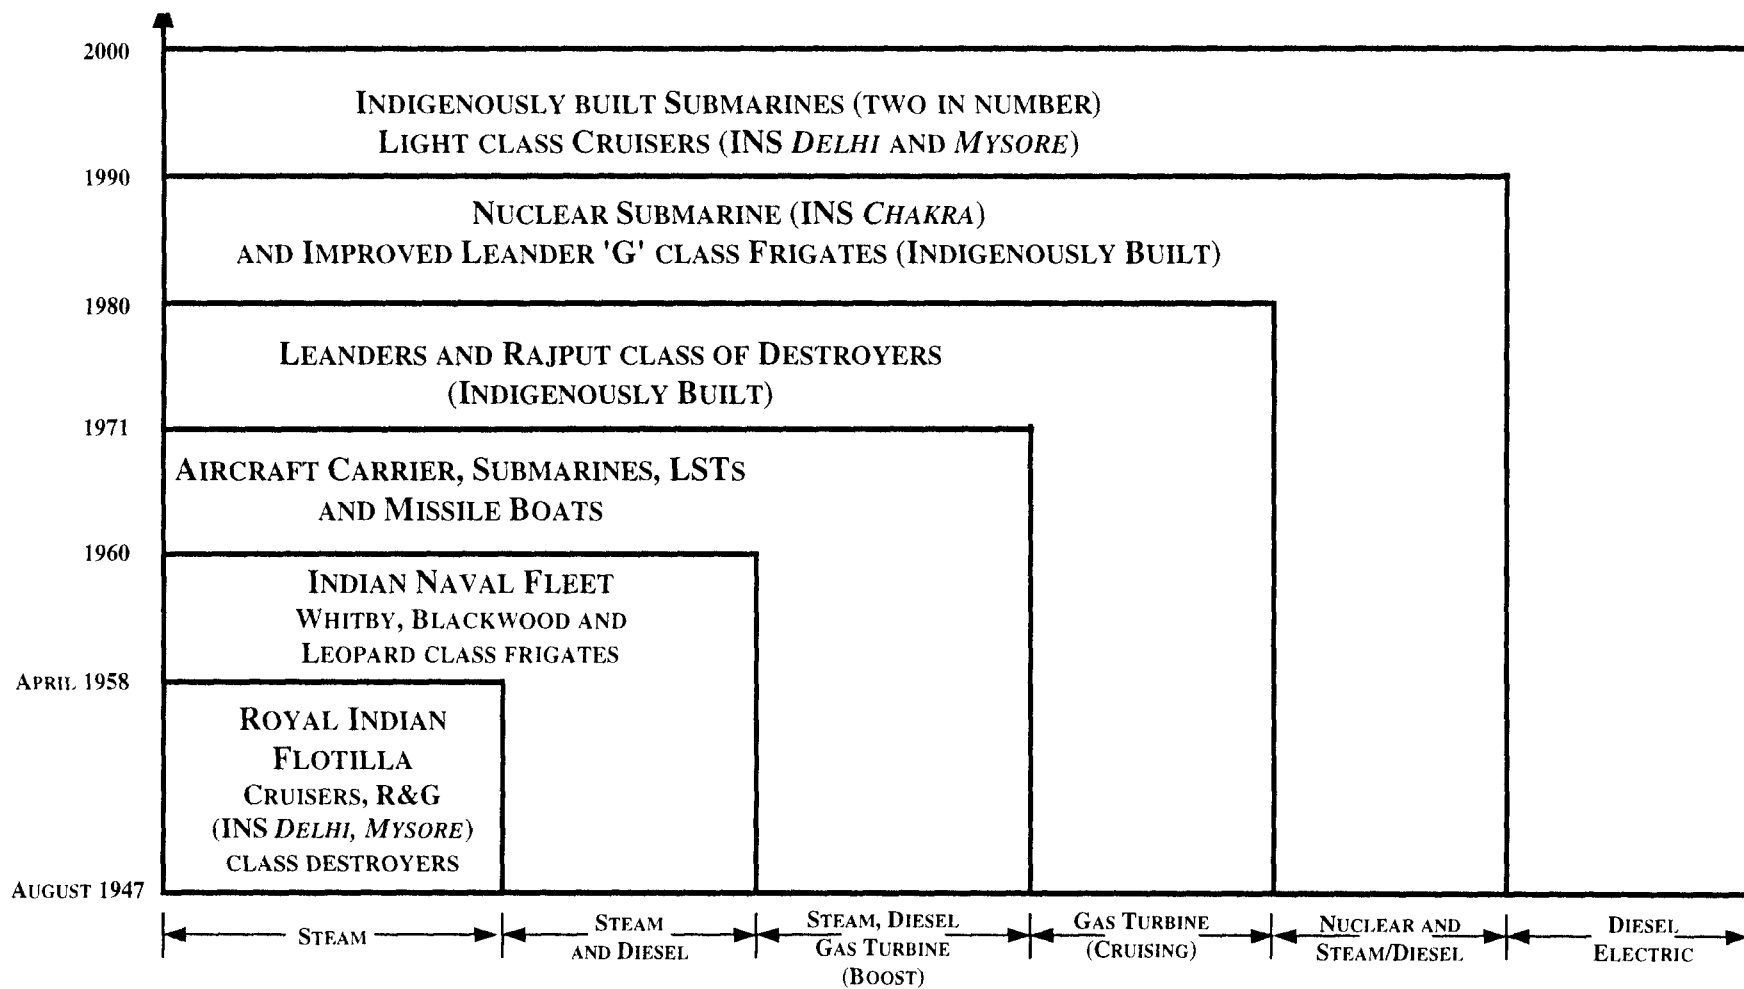 2000
INDIGENOUSLY BUILT SUBMARINES (TWO IN NUMBER)
LIGHT CLASS CRUISERS (INS DELHI AND MYSORE)
1990
NUCLEAR SUBMARINE (INS CHAKRA)
AND IMPROVED LEANDER 'G' CLASS FRIGATES (INDIGENOUSLY BUILT)
1980
LEANDERS AND RAJPUT CLASS OF DESTROYERS
(INDIGENOUSLY BUILT)
1971
AIRCRAFT CARRIER, SUBMARINES, LSTS
AND MISSILE BOATS
1960
INDIAN NAVAL FLEET
WHITBY, BLACKWOOD AND
LEOPARD CLASS FRIGATES
APRIL 1958
ROYAL INDIAN
FLOTILLA
CRUISERS, R&G
(INS DELHI, MYSORE)
CLASS DESTROYERS
AUGUST 1947
STEAM
STEAM
AND DIESEL
STEAM, DIESEL
GAS TURBINE
(BOOST)
GAS TURBINE
(CRUISING)
NUCLEAR AND
STEAM/DIESEL
DIESEL
ELECTRIC